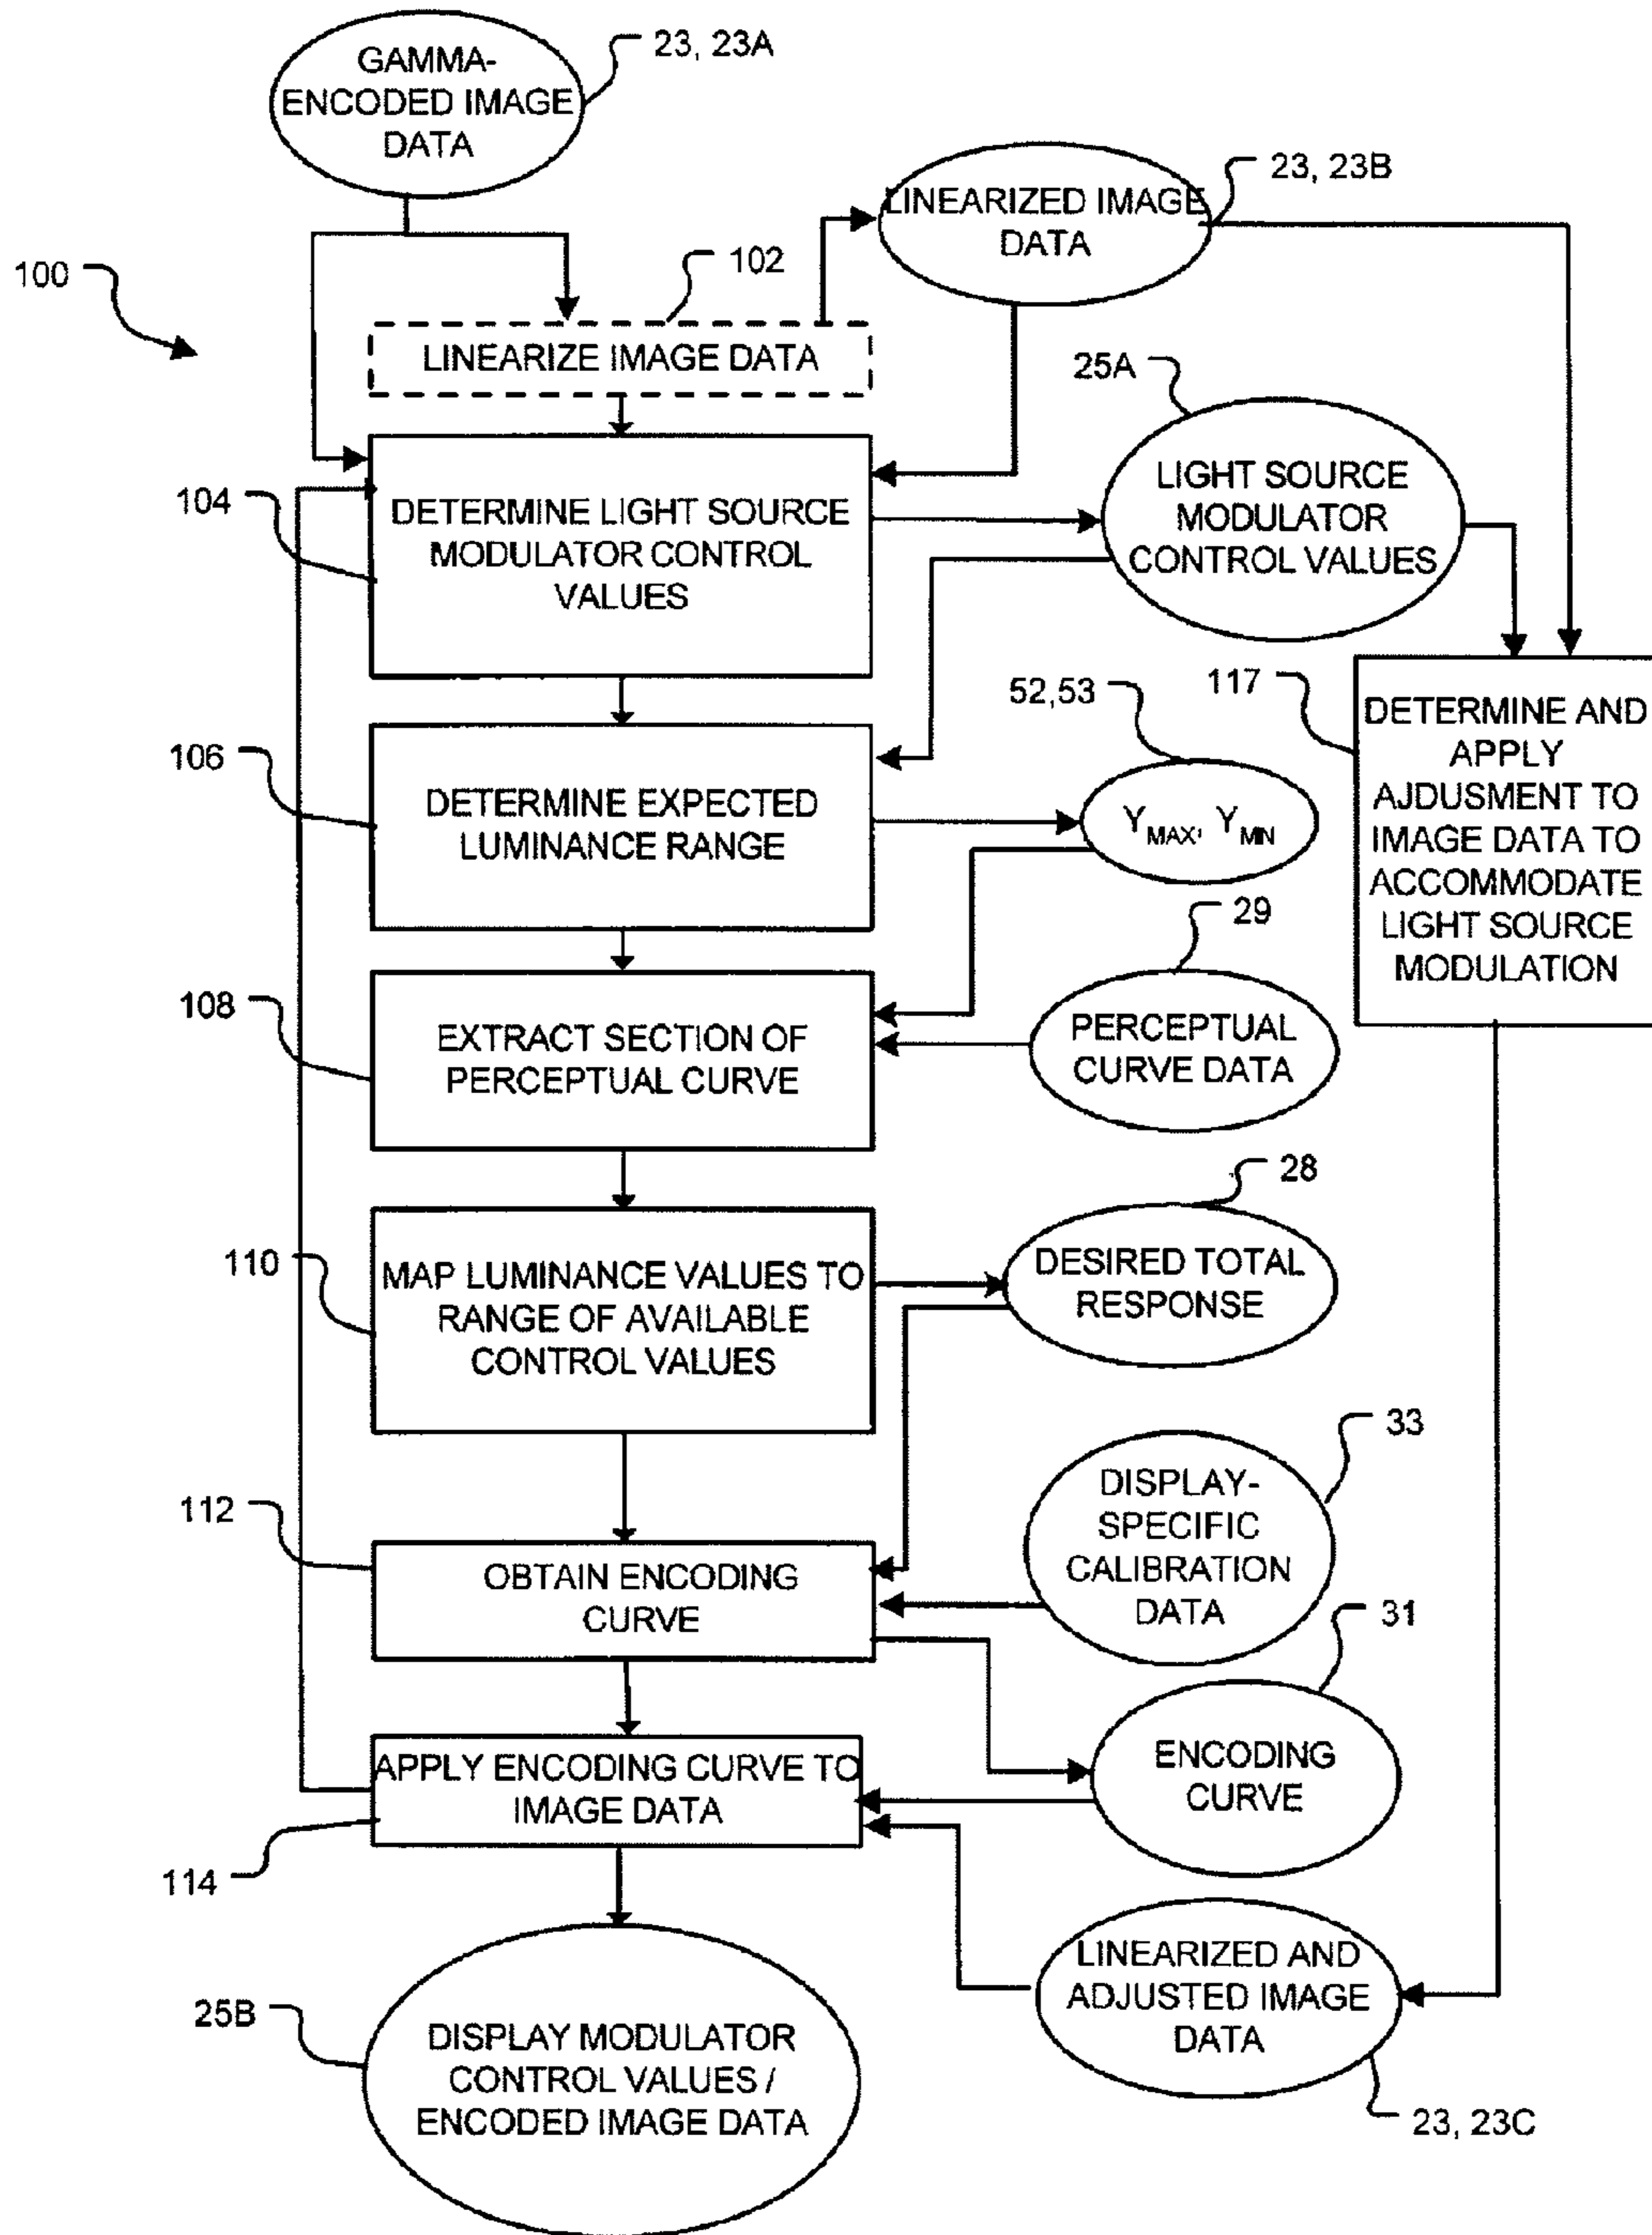 GAMMA-
ENCODED IMAGE
DATA
23, 23A
LINEARIZED IMAGE
DATA
23, 23B
100
102
LINEARIZE IMAGE DATA
25A
104
DETERMINE LIGHT SOURCE
MODULATOR CONTROL
VALUES
LIGHT SOURCE
MODULATOR
CONTROL VALUES
106
DETERMINE EXPECTED
LUMINANCE RANGE
52,53
YMAX, YMIN
117
DETERMINE AND
APPLY
AJDUSMENT TO
IMAGE DATA TO
ACCOMMODATE
LIGHT SOURCE
MODULATION
108
EXTRACT SECTION OF
PERCEPTUAL CURVE
29
PERCEPTUAL
CURVE DATA
110
MAP LUMINANCE VALUES TO
RANGE OF AVAILABLE
CONTROL VALUES
28
DESIRED TOTAL
RESPONSE
33
DISPLAY-
SPECIFIC
CALIBRATION
DATA
112
OBTAIN ENCODING
CURVE
31
ENCODING
CURVE
APPLY ENCODING CURVE TO
IMAGE DATA
114
LINEARIZED AND
ADJUSTED IMAGE
DATA
23, 23C
25B
DISPLAY MODULATOR
CONTROL VALUES /
ENCODED IMAGE DATA